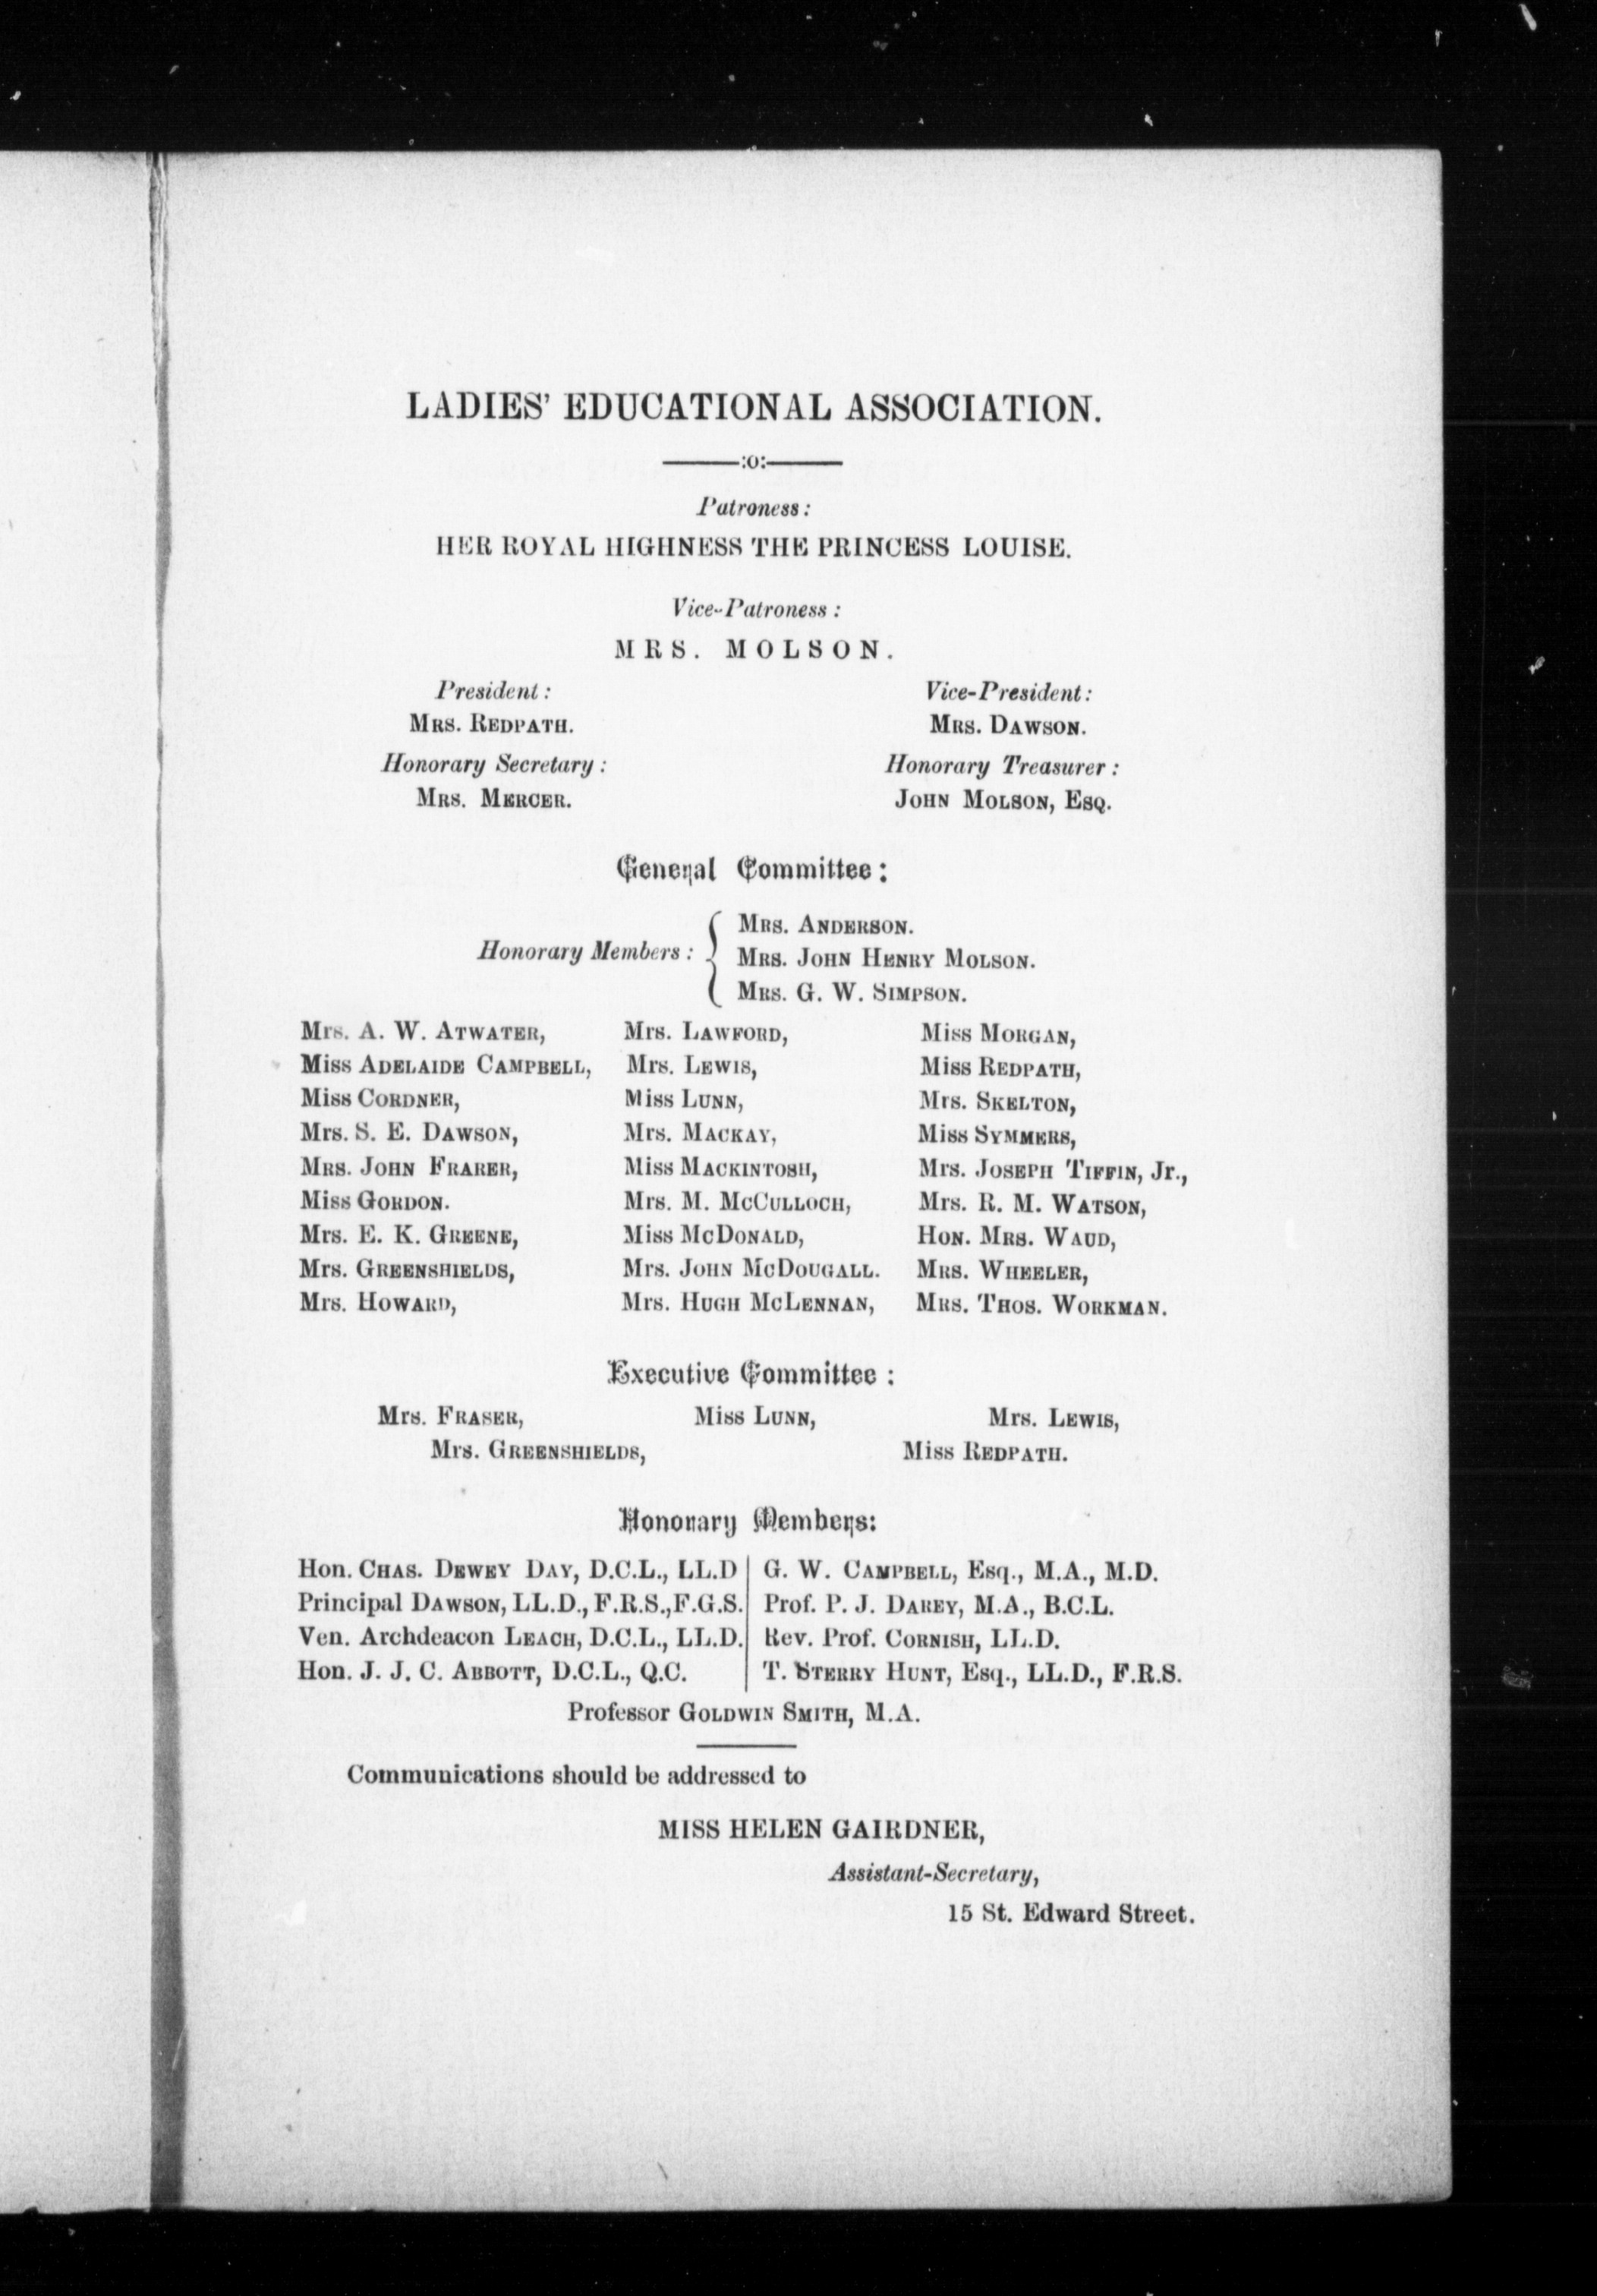 LADIES' EDUCATIONAL ASSOCIATION.
:o:
Patroness:
HER ROYAL HIGHNESS THE PRINCESS LOUISE.
Vice-Patroness:
MRS. MOLSON.
President: Vice-President:
MRS. REDPATH. MRS. DAWSON.
Honorary Secretary: Honorary Treasurer:
MRS. MERCER. JOHN MOLSON, ESQ.
General Committee:
Honorary Members:
MRS. ANDERSON.
MRS. JOHN HENRY MOLSON.
MRS. G. W. SIMPSON.
Mrs. A. W. ATWATER, Mrs. LAWFORD, Miss MORGAN,
Miss ADELAIDE CAMPBELL, Mrs. LEWIS, Miss REDPATH,
Miss CORDNER, Miss LUNN, Mrs. SKELTON,
Mrs. S. E. DAWSON, Mrs. MACKAY, Miss SYMMERS,
MRS. JOHN FRARER, Miss MACKINTOSH, Mrs. JOSEPH TIFFIN, Jr.,
Miss GORDON. Mrs. M. MCCULLOCH, Mrs. R. M. WATSON,
Mrs. E. K. GREENE, Miss MCDONALD, HON. MRS. WAUD,
Mrs. GREENSHIELDS, Mrs. JOHN MCDOUGALL. MRS. WHEELER,
Mrs. HOWARD, Mrs. HUGH MCLENNAN, MRS. THOS. WORKMAN.
Executive Committee:
Mrs. FRASER, Miss LUNN, Mrs. LEWIS,
Mrs. GREENSHIELDS, Miss REDPATH.
Honorary Members:
Hon. CHAS. DEWEY DAY, D.C.L., LL.D G. W. CAMPBELL, Esq., M.A., M.D.
Principal DAWSON, LL.D., F.R.S., F.G.S. Prof. P. J. DAREY, M.A., B.C.L.
Ven. Archdeacon LEACH, D.C.L., LL.D. Rev. Prof. CORNISH, LL.D.
Hon. J. J. C. ABBOTT, D.C.L., Q.C. T. STERRY HUNT, Esq., LL.D., F.R.S.
Professor GOLDWIN SMITH, M.A.
Communications should be addressed to
MISS HELEN GAIRDNER,
Assistant-Secretary,
15 St. Edward Street.